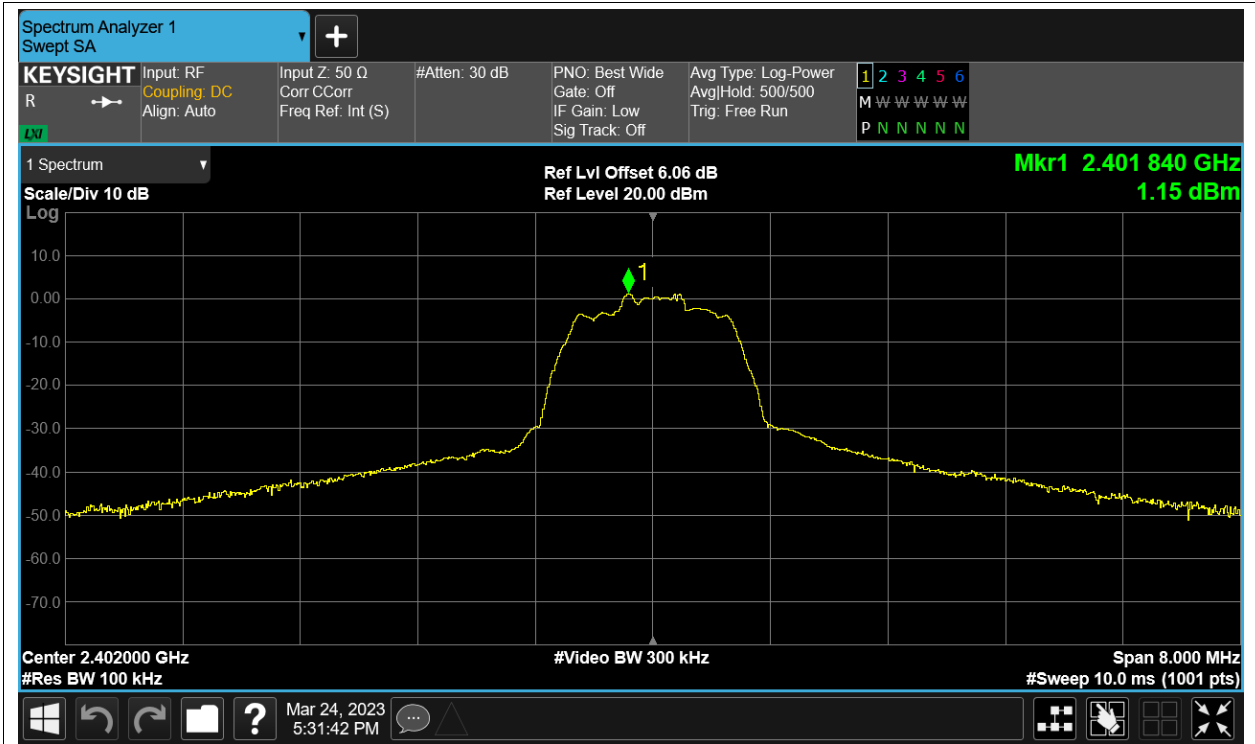 Spectrum Analyzer 1
Swept SA
KEYSIGHT
R
LXI
Input: RF
Coupling: DC
Align: Auto
Input Z: 50 Ω
Corr CCorr
Freq Ref: Int (S)
#Atten: 30 dB
PNO: Best Wide
Gate: Off
IF Gain: Low
Sig Track: Off
Avg Type: Log-Power
Avg|Hold: 500/500
Trig: Free Run
1 2 3 4 5 6
M W W W W W
P N N N N N
1 Spectrum
Scale/Div 10 dB
Log
Ref Lvl Offset 6.06 dB
Ref Level 20.00 dBm
Mkr1 2.401 840 GHz
1.15 dBm
1
10.0
0.00
-10.0
-20.0
-30.0
-40.0
-50.0
-60.0
-70.0
Center 2.402000 GHz
#Res BW 100 kHz
#Video BW 300 kHz
Span 8.000 MHz
#Sweep 10.0 ms (1001 pts)
?
Mar 24, 2023
5:31:42 PM